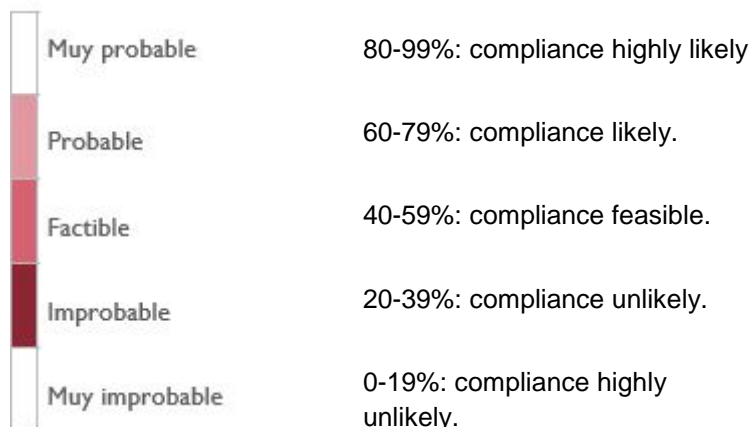 Muy probable 80-99%: compliance highly likely
Probable 60-79%: compliance likely.
Factible 40-59%: compliance feasible.
Improbable 20-39%: compliance unlikely.
Muy improbable 0-19%: compliance highly
unlikely.